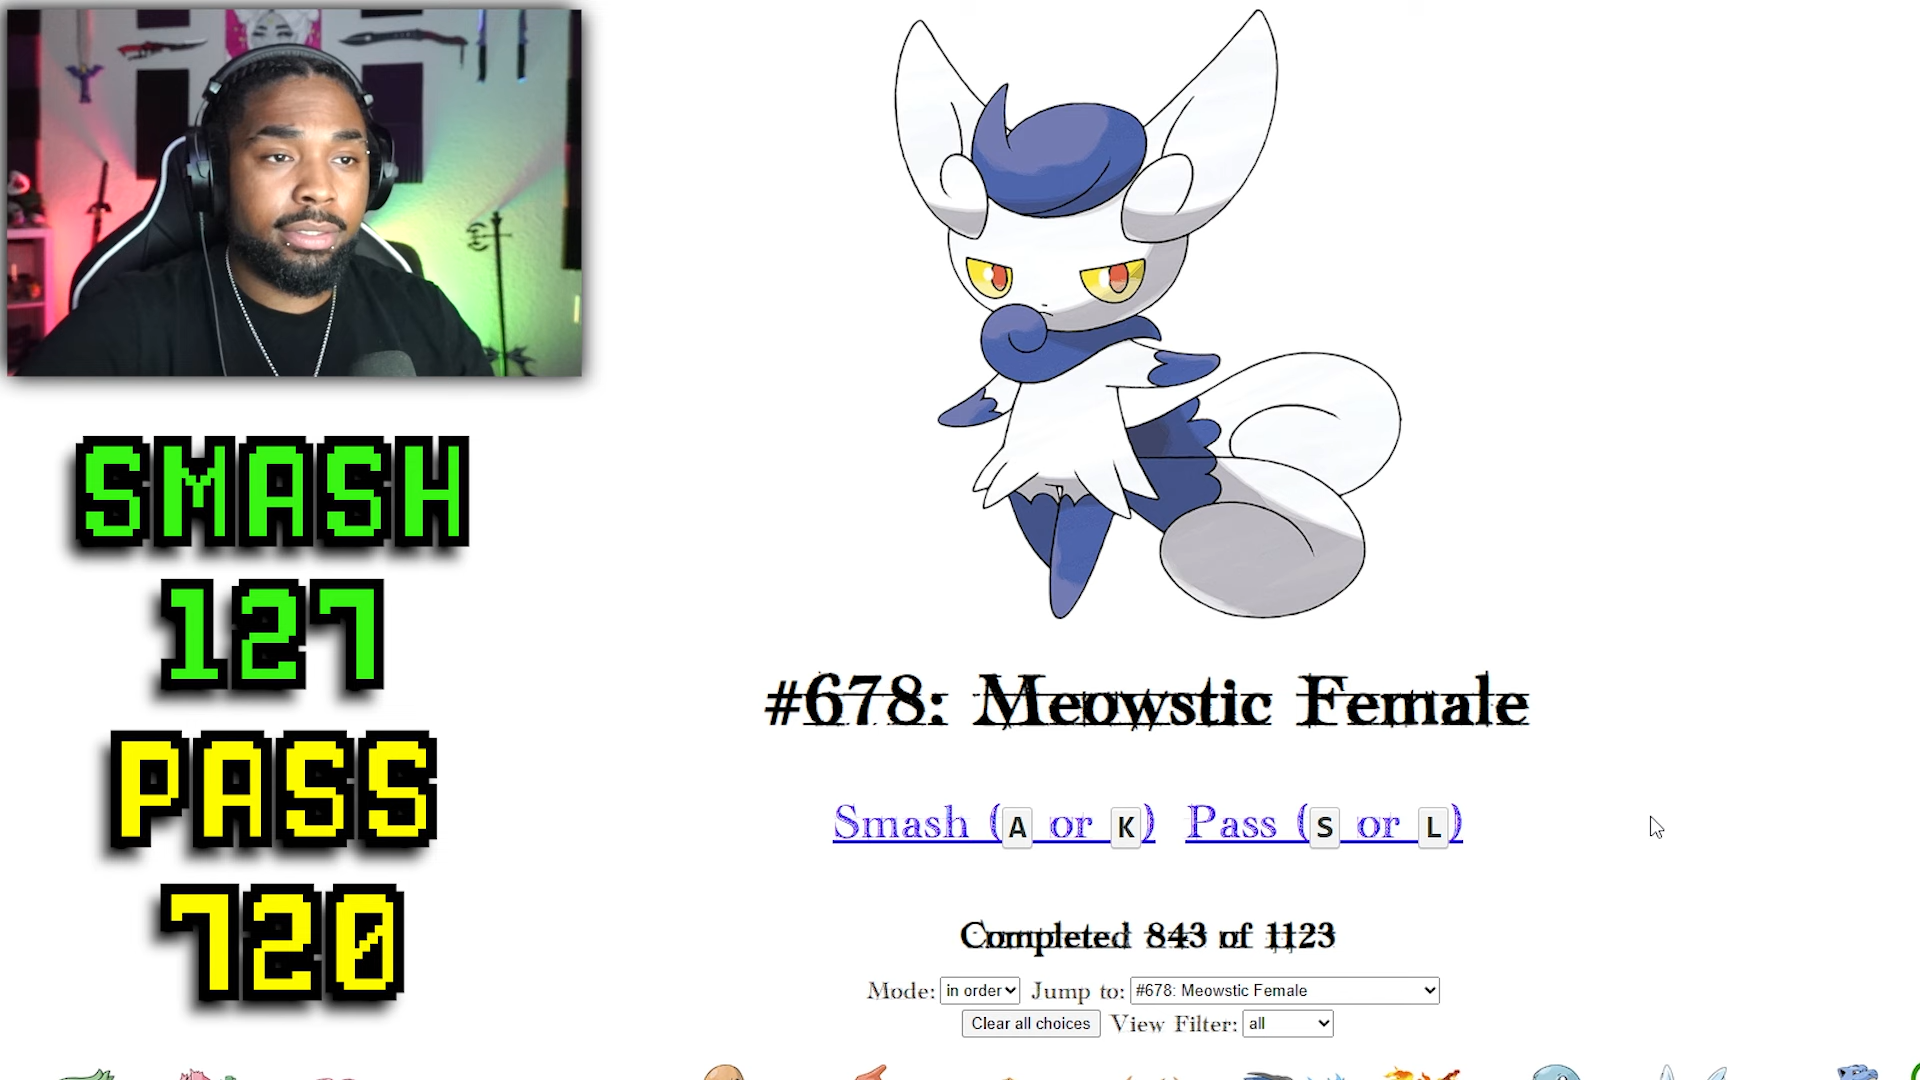 SMASH
127
PASS
720
#678: Meowstic Female
Smash (A or K) Pass (S or L)
Completed 843 of 1123
Mode: in order Jump to: #678: Meowstic Female
Clear all choices View Filter: all